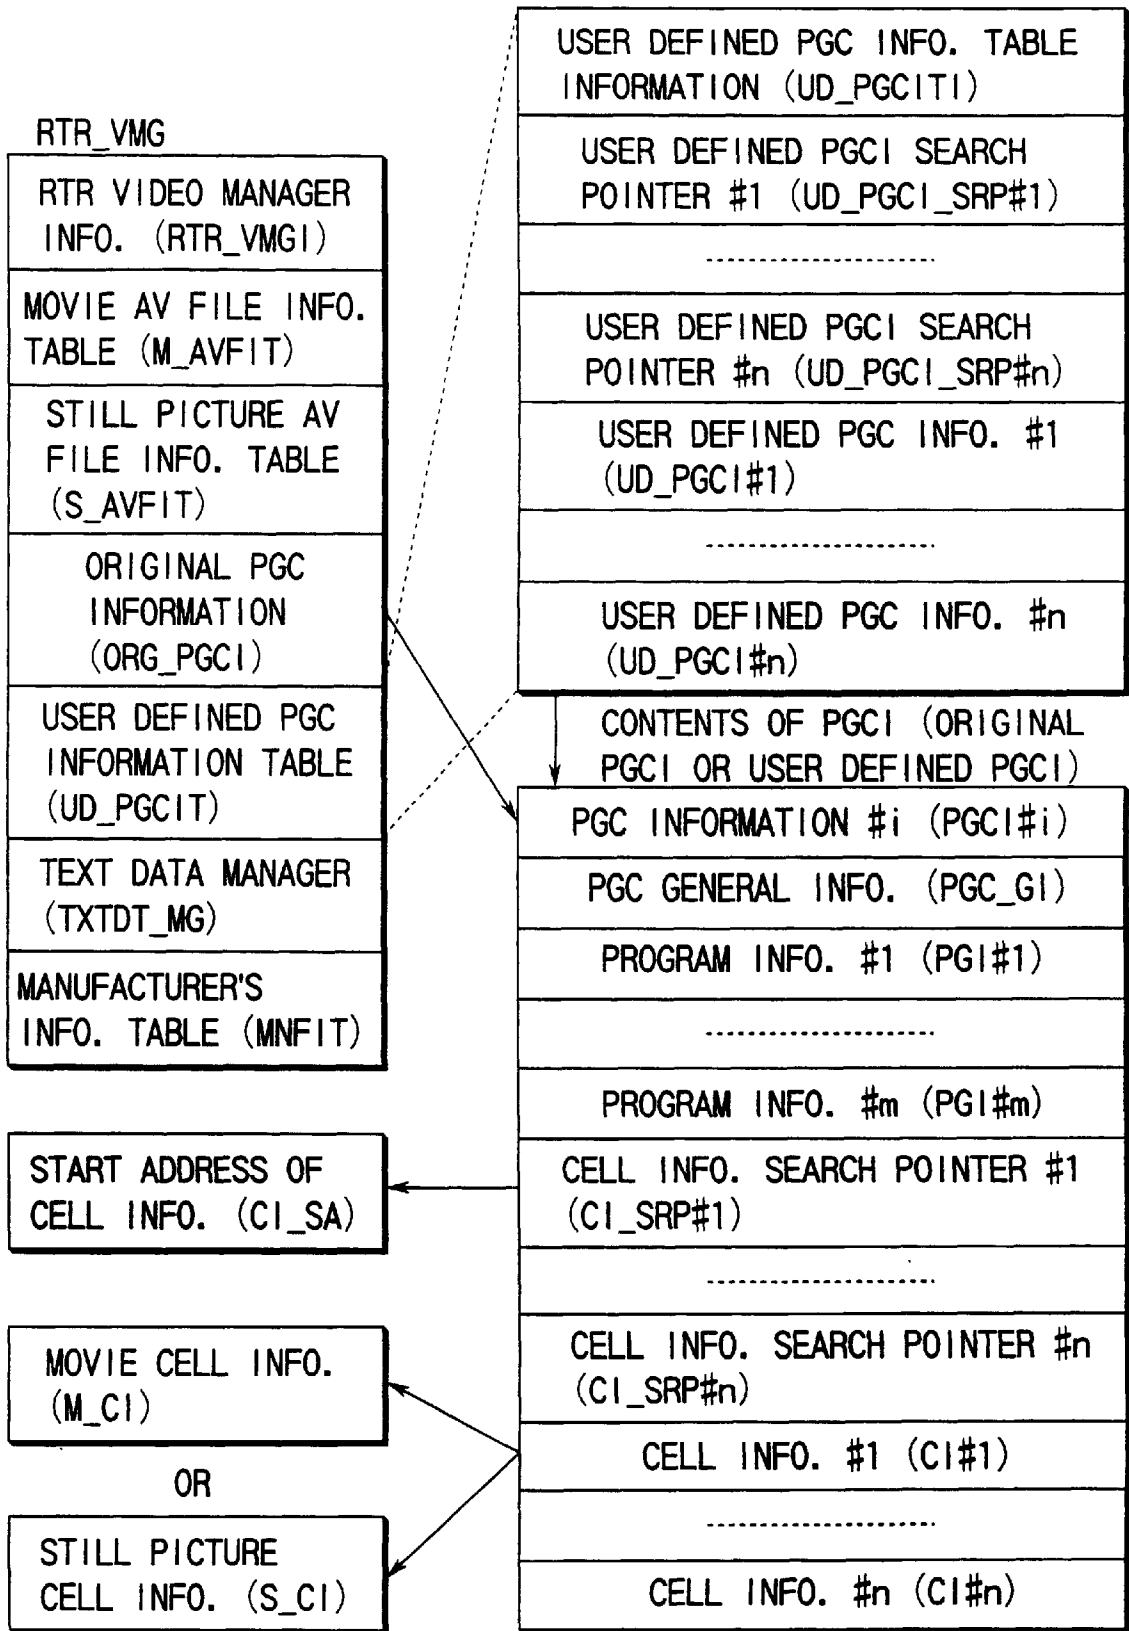 RTR_VMG
RTR VIDEO MANAGER
INFO. (RTR_VMGI)
MOVIE AV FILE INFO.
TABLE (M_AVFIT)
STILL PICTURE AV
FILE INFO. TABLE
(S_AVFIT)
ORIGINAL PGC
INFORMATION
(ORG_PGCI)
USER DEFINED PGC
INFORMATION TABLE
(UD_PGCIT)
TEXT DATA MANAGER
(TXTDT_MG)
MANUFACTURER'S
INFO. TABLE (MNFIT)
START ADDRESS OF
CELL INFO. (CI_SA)
MOVIE CELL INFO.
(M_CI)
OR
STILL PICTURE
CELL INFO. (S_CI)
USER DEFINED PGC INFO. TABLE
INFORMATION (UD_PGCITI)
USER DEFINED PGCI SEARCH
POINTER #1 (UD_PGCI_SRP#1)
USER DEFINED PGCI SEARCH
POINTER #n (UD_PGCI_SRP#n)
USER DEFINED PGC INFO. #1
(UD_PGCI#1)
USER DEFINED PGC INFO. #n
(UD_PGCI#n)
CONTENTS OF PGCI (ORIGINAL
PGCI OR USER DEFINED PGCI)
PGC INFORMATION #i (PGCI#i)
PGC GENERAL INFO. (PGC_GI)
PROGRAM INFO. #1 (PGI#1)
PROGRAM INFO. #m (PGI#m)
CELL INFO. SEARCH POINTER #1
(CI_SRP#1)
CELL INFO. SEARCH POINTER #n
(CI_SRP#n)
CELL INFO. #1 (CI#1)
CELL INFO. #n (CI#n)